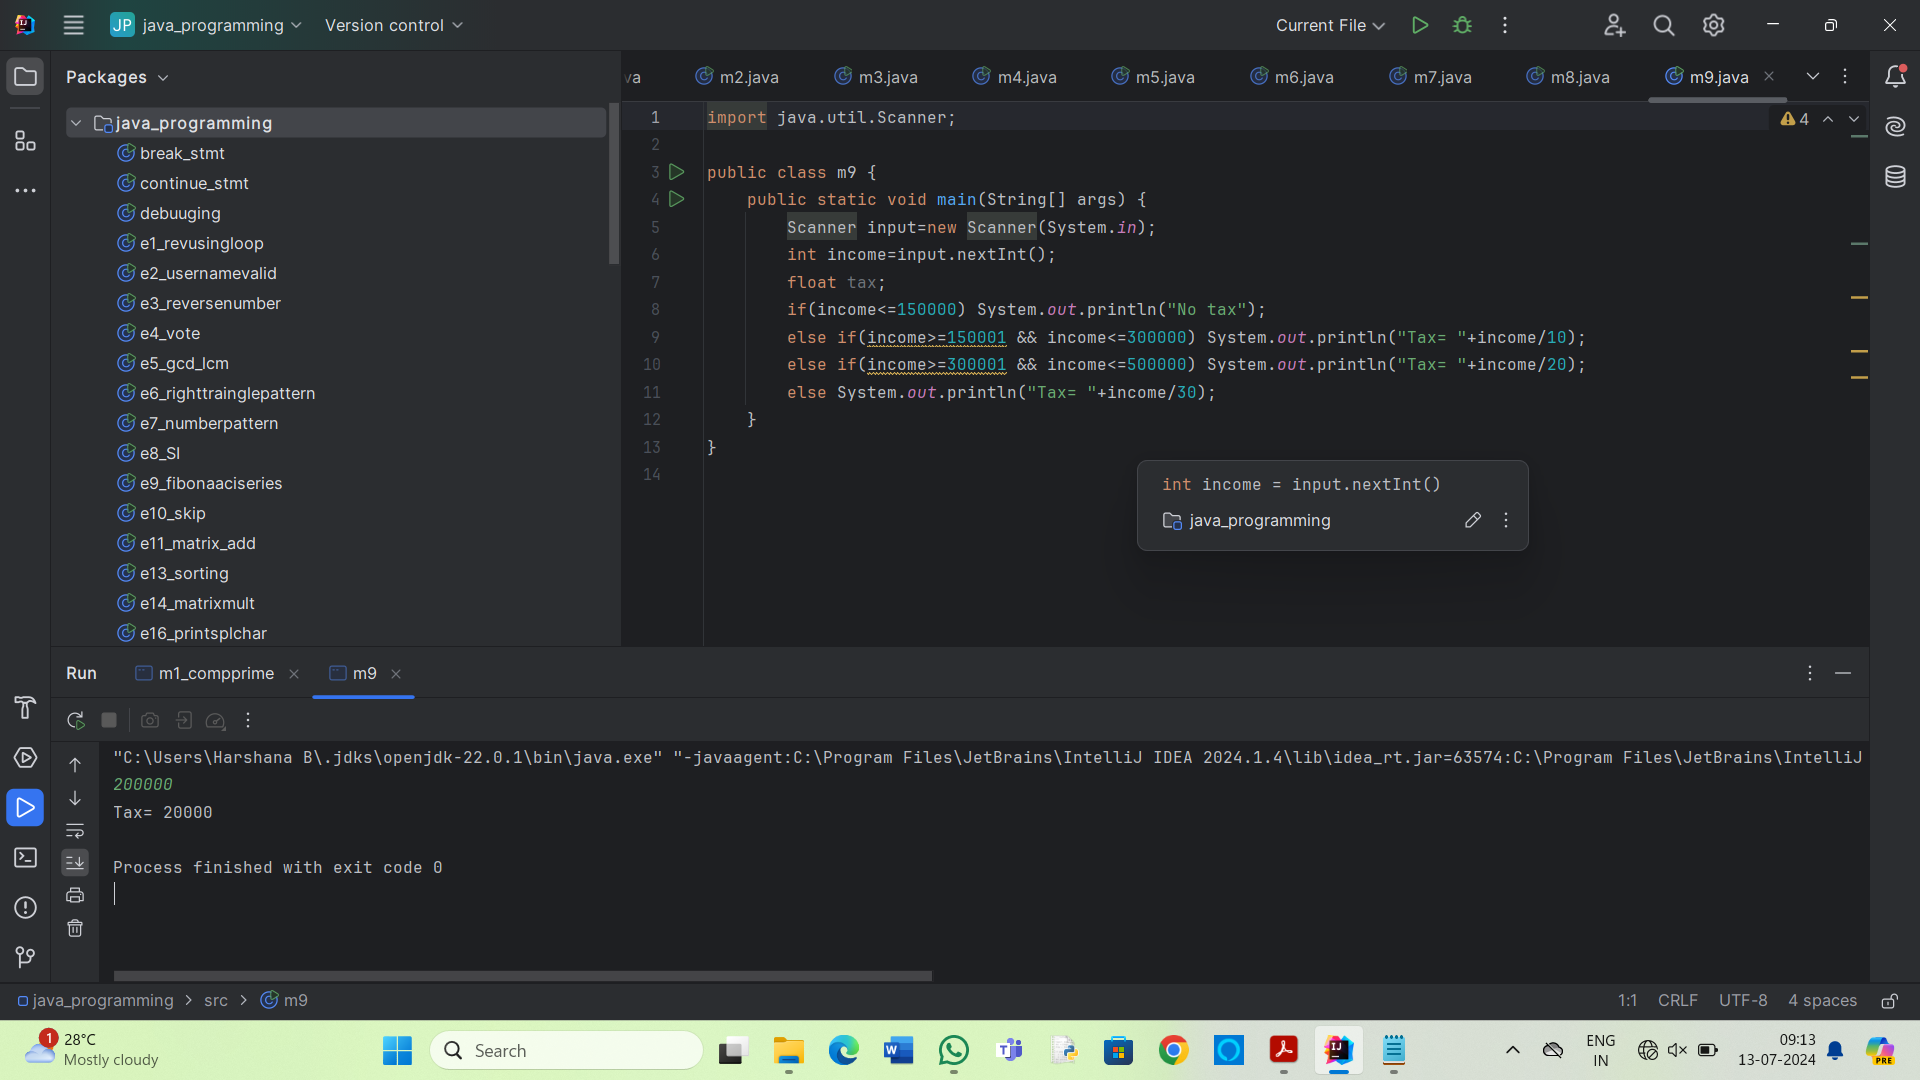 JP java_programming Version control Current File
Packages
va m2.java m3.java m4.java m5.java m6.java m7.java m8.java m9.java
java_programming
break_stmt
continue_stmt
debuuging
e1_revusingloop
e2_usernamevalid
e3_reversenumber
e4_vote
e5_gcd_lcm
e6_righttrainglepattern
e7_numberpattern
e8_SI
e9_fibonaaciseries
e10_skip
e11_matrix_add
e13_sorting
e14_matrixmult
e16_printsplchar
1 import java.util.Scanner; 4
2
3 public class m9 {
4 public static void main(String[] args) {
5 Scanner input=new Scanner(System.in);
6 int income=input.nextInt();
7 float tax;
8 if(income<=150000) System.out.println("No tax");
9 else if(income>=150001 && income<=300000) System.out.println("Tax= "+income/10);
10 else if(income>=300001 && income<=500000) System.out.println("Tax= "+income/20);
11 else System.out.println("Tax= "+income/30);
12 }
13 }
14
int income = input.nextInt()
java_programming
Run m1_compprime m9
"C:\Users\Harshana B\.jdks\openjdk-22.0.1\bin\java.exe" "-javaagent:C:\Program Files\JetBrains\IntelliJ IDEA 2024.1.4\lib\idea_rt.jar=63574:C:\Program Files\JetBrains\IntelliJ
200000
Tax= 20000
Process finished with exit code 0
java_programming > src > m9 1:1 CRLF UTF-8 4 spaces
1 28°C
Mostly cloudy
Search
ENG
IN
09:13
13-07-2024
PRE